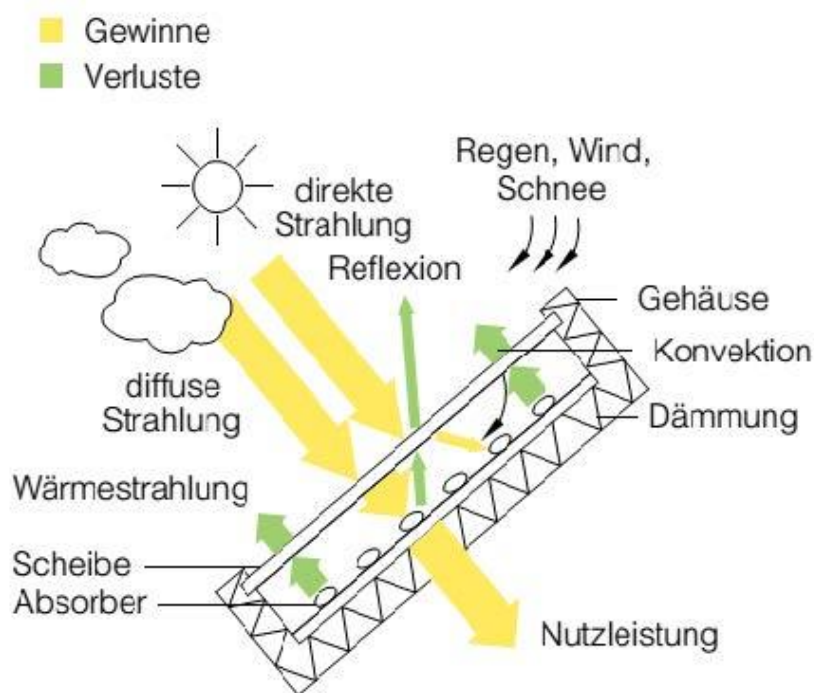 Gewinne
Verluste
direkte
Strahlung
Regen, Wind,
Schnee
Reflexion
Gehäuse
Konvektion
diffuse
Strahlung
Dämmung
Wärmestrahlung
Scheibe
Absorber
Nutzleistung